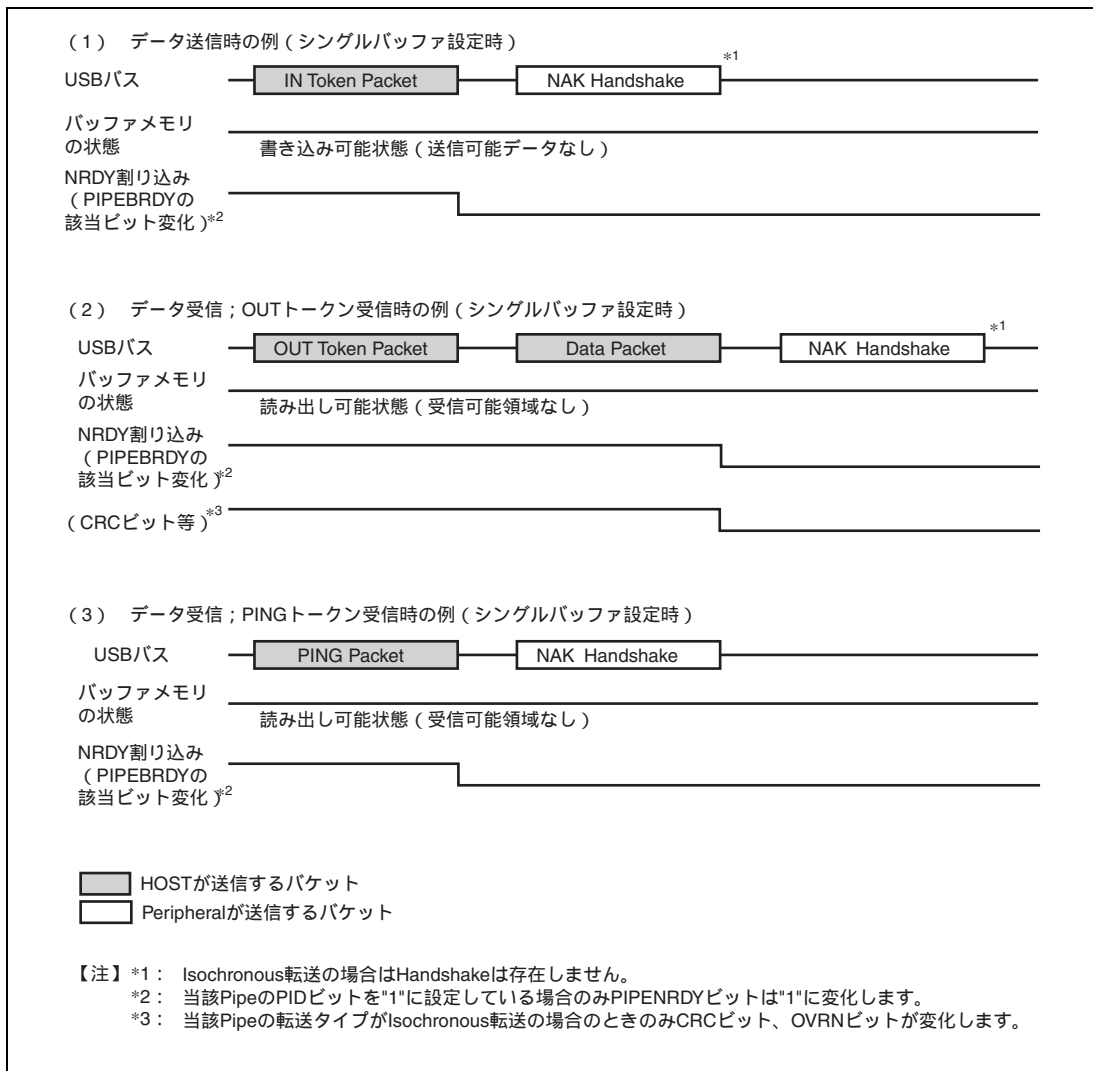 (1) データ送信時の例(シングルバッファ設定時)
*1
USBバス
IN Token Packet
NAK Handshake
バッファメモリ
の状態
書き込み可能状態(送信可能データなし)
NRDY割り込み
(PIPEBRDYの
該当ビット変化)*2
(2) データ受信;OUTトークン受信時の例(シングルバッファ設定時)
*1
USBバス
OUT Token Packet
Data Packet
NAK Handshake
バッファメモリ
の状態
読み出し可能状態(受信可能領域なし)
NRDY割り込み
(PIPEBRDYの
該当ビット変化)*2
(CRCビット等)*3
(3) データ受信;PINGトークン受信時の例(シングルバッファ設定時)
USBバス
PING Packet
NAK Handshake
バッファメモリ
の状態
読み出し可能状態(受信可能領域なし)
NRDY割り込み
(PIPEBRDYの
該当ビット変化)*2
HOSTが送信するパケット
Peripheralが送信するパケット
【注】*1: Isochronous転送の場合はHandshakeは存在しません。
*2: 当該PipeのPIDビットを"1"に設定している場合のみPIPENRDYビットは"1"に変化します。
*3: 当該Pipeの転送タイプがIsochronous転送の場合のときのみCRCビット、OVRNビットが変化します。